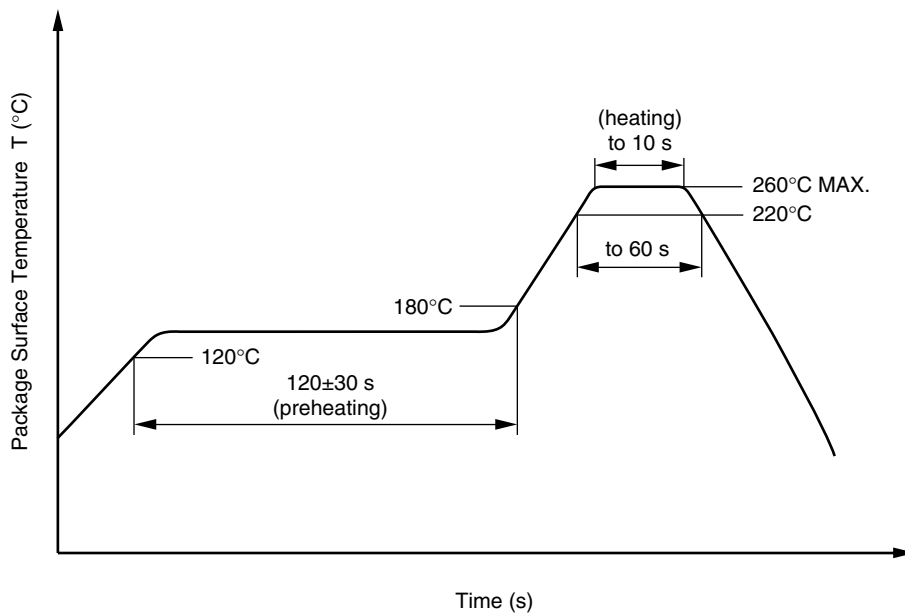 Package Surface Temperature T (°C)
(heating)
to 10 s
260°C MAX.
220°C
to 60 s
180°C
120°C
120±30 s
(preheating)
Time (s)